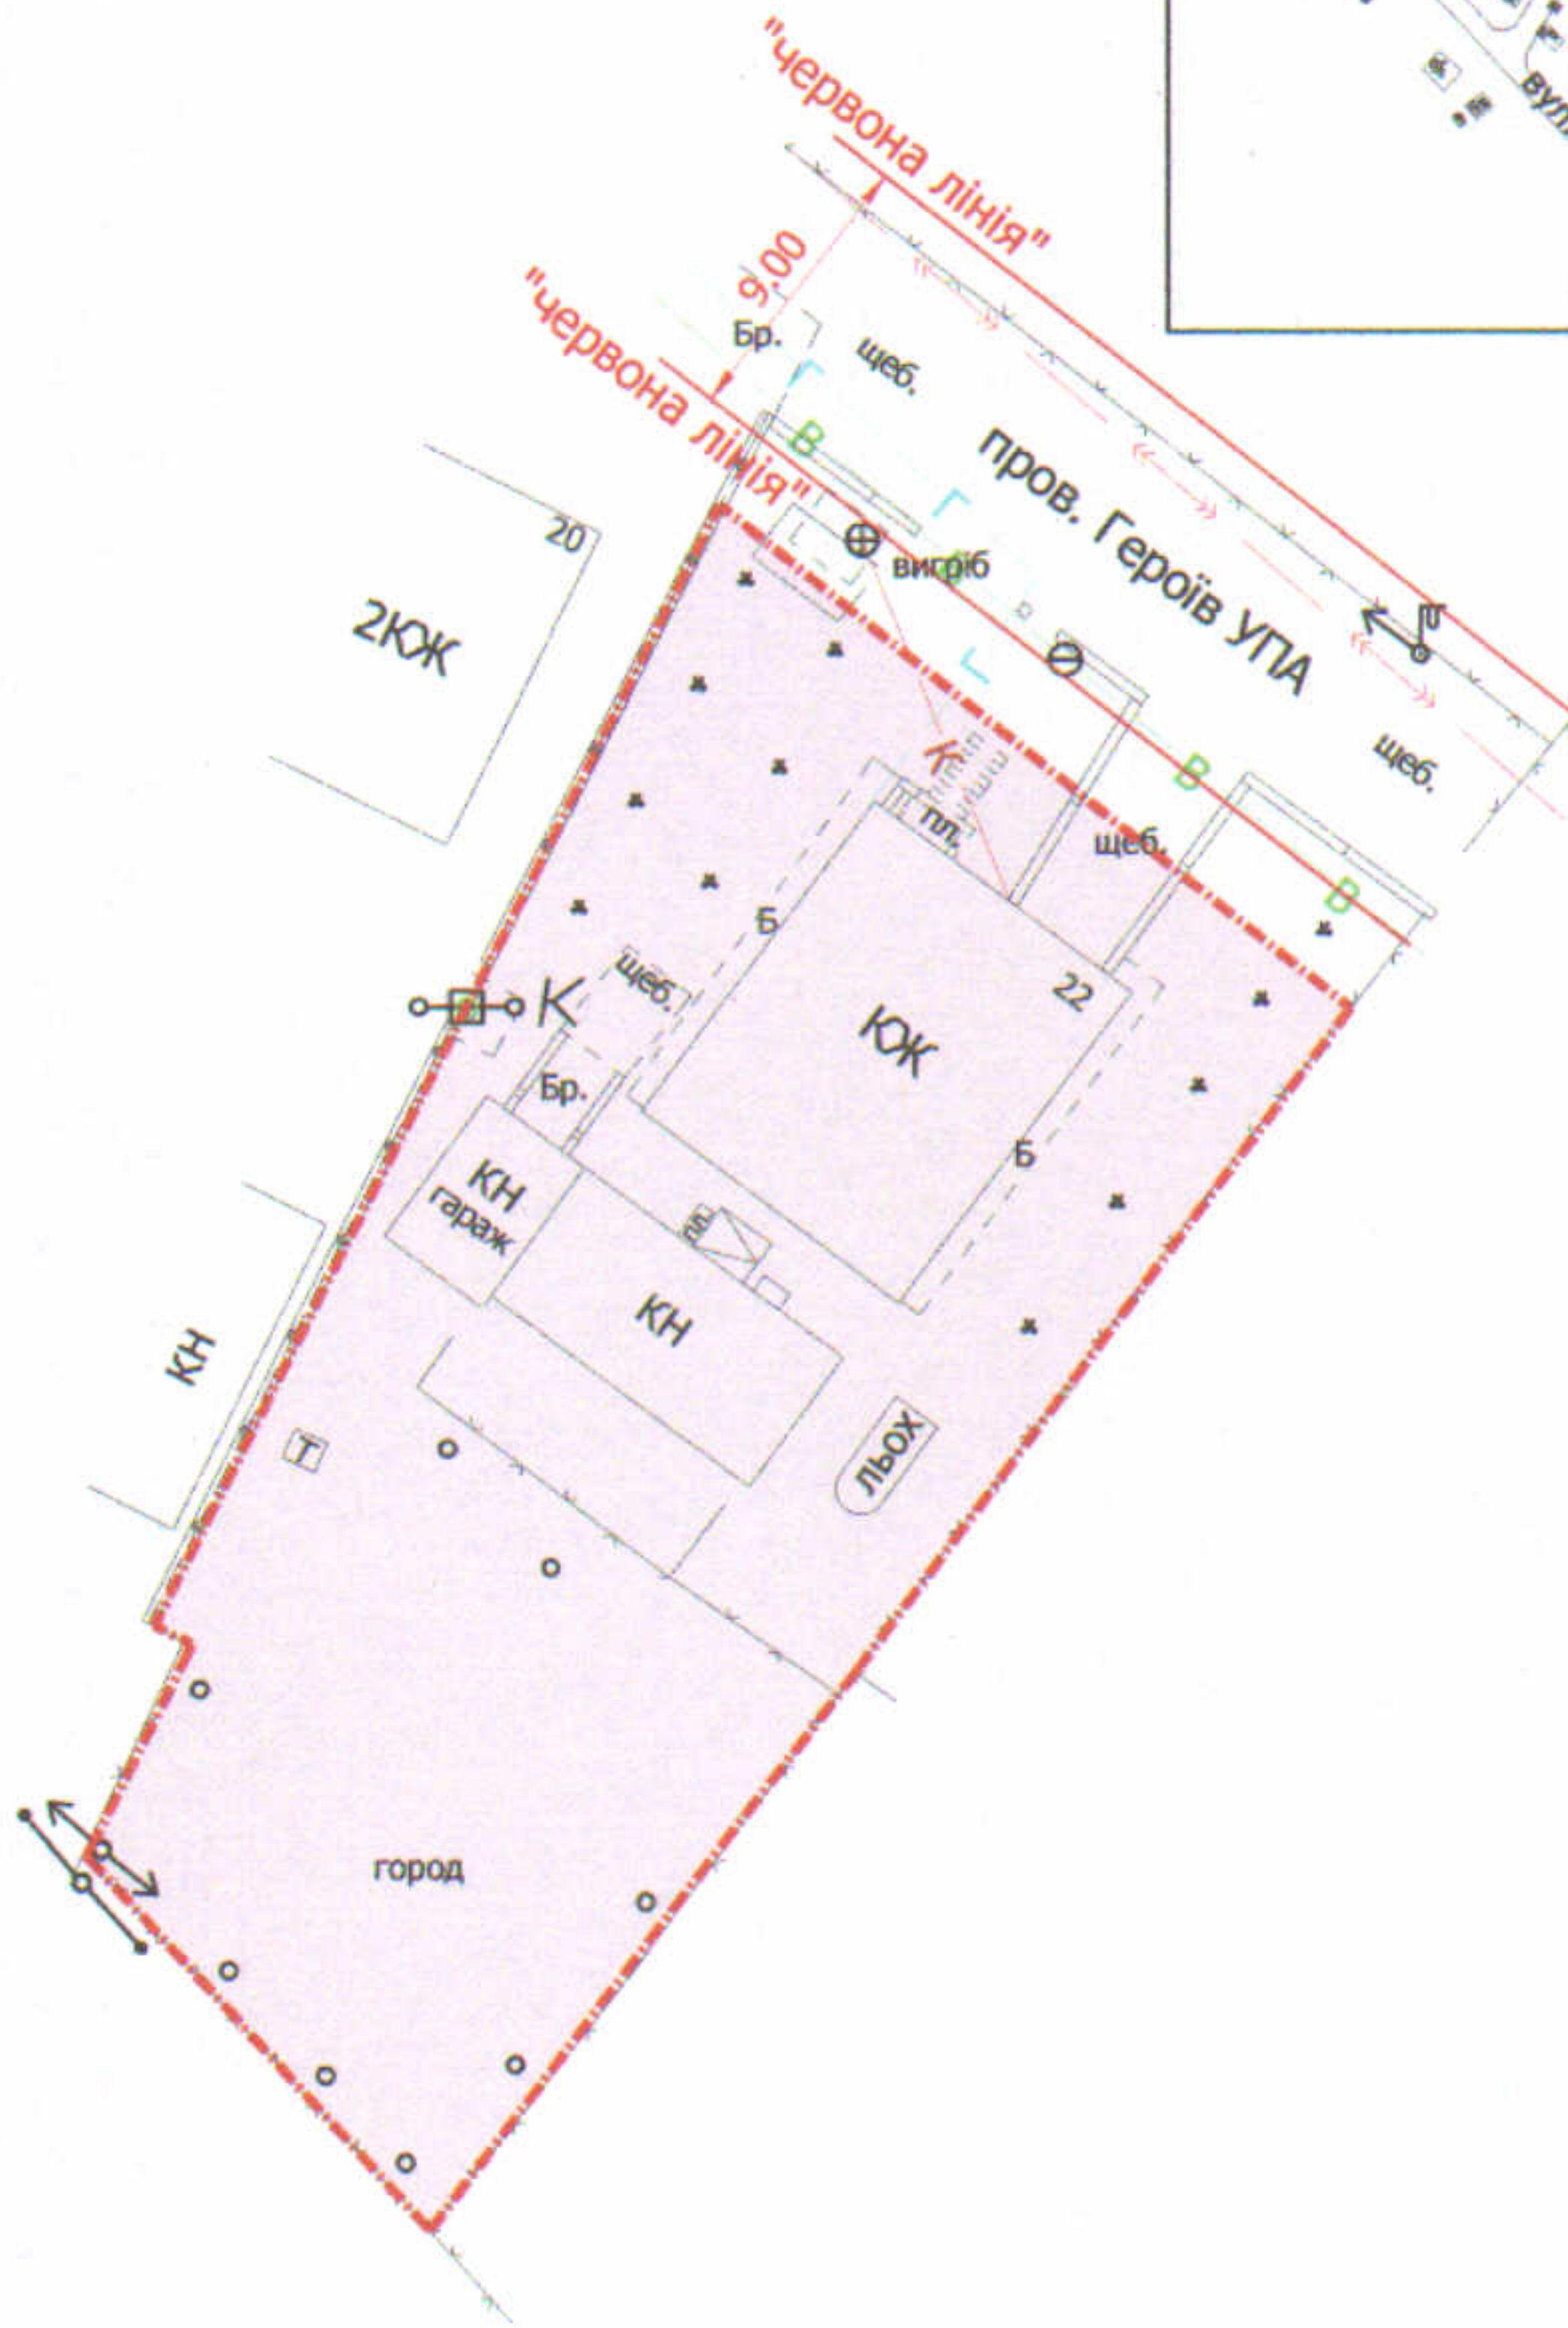 "червона лінія"
9.00
"червона лінія"
Бр.
щеб.
Г
В
Г
пров. Героїв УПА
вигріб
20
2КЖ
Г
К
пл.
щеб.
В
щеб.
В
Б
22
щеб.
К
КЖ
Бр.
Б
КН
гараж
пл.
КН
КН
ЛЬОХ
Т
город